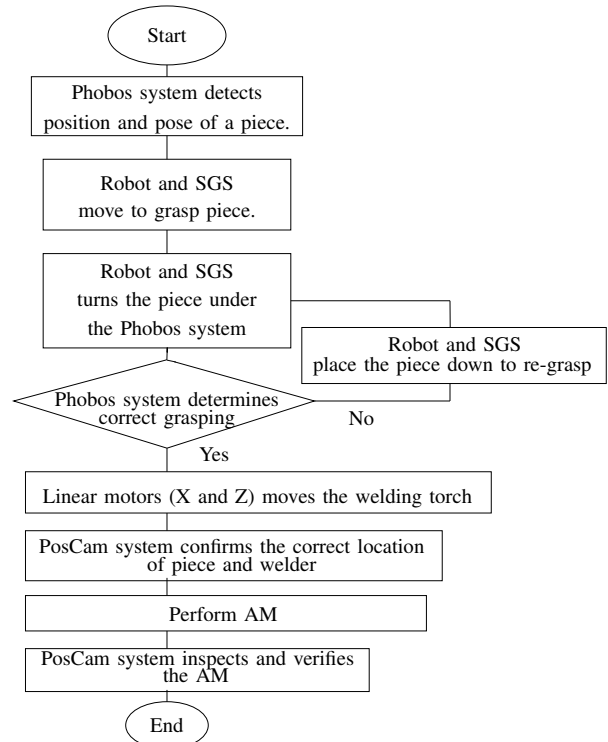 Start
Phobos system detects
position and pose of a piece.
Robot and SGS
move to grasp piece.
Robot and SGS
turns the piece under
the Phobos system
Robot and SGS
place the piece down to re-grasp
Phobos system determines
correct grasping
No
Yes
Linear motors (X and Z) moves the welding torch
PosCam system confirms the correct location
of piece and welder
Perform AM
PosCam system inspects and verifies
the AM
End